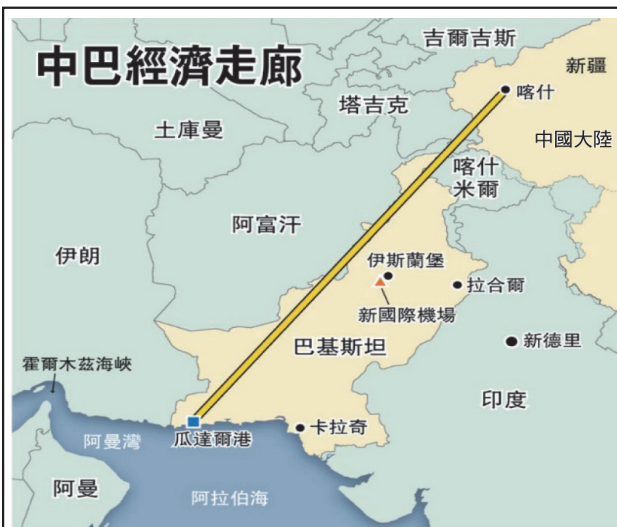 中巴經濟走廊
吉爾吉斯
新疆
喀什
塔吉克
中國大陸
土庫曼
喀什
米爾
阿富汗
伊朗
伊斯蘭堡
拉合爾
新國際機場
新德里
巴基斯坦
霍爾木茲海峽
印度
卡拉奇
瓜達爾港
阿曼灣
阿曼
阿拉伯海